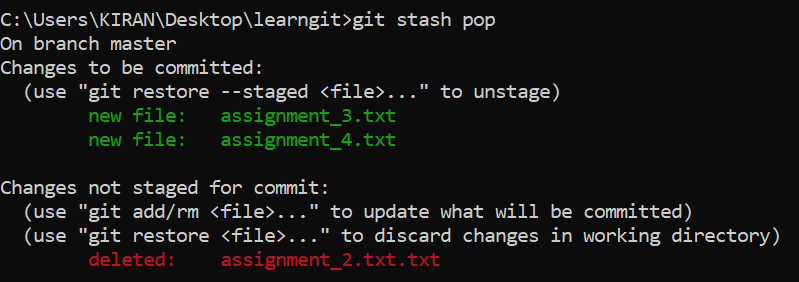 C:\Users\KIRAN\Desktop\learngit>git stash pop
On branch master
Changes to be committed:
  (use "git restore --staged <file>..." to unstage)
        new file:   assignment_3.txt
        new file:   assignment_4.txt

Changes not staged for commit:
  (use "git add/rm <file>..." to update what will be committed)
  (use "git restore <file>..." to discard changes in working directory)
        deleted:    assignment_2.txt.txt